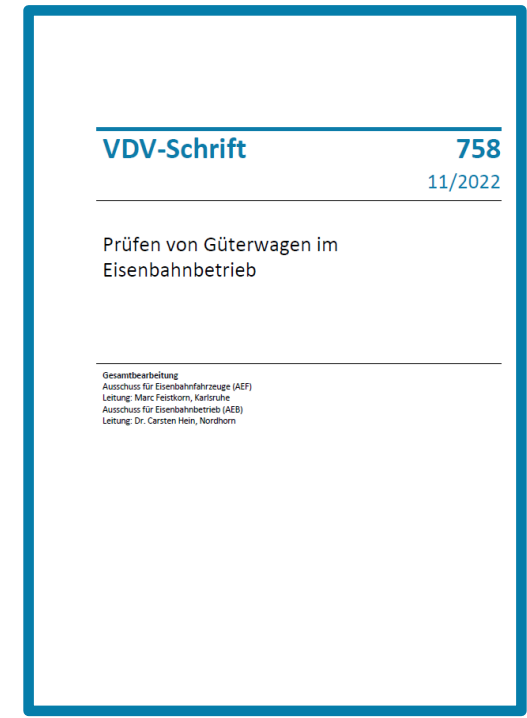 VDV-Schrift 758
11/2022
Prüfen von Güterwagen im
Eisenbahnbetrieb
Gesamtbearbeitung
Ausschuss für Eisenbahnfahrzeuge (AEF)
Leitung: Marc Feistkorn, Karlsruhe
Ausschuss für Eisenbahnbetrieb (AEB)
Leitung: Dr. Carsten Hein, Nordhorn